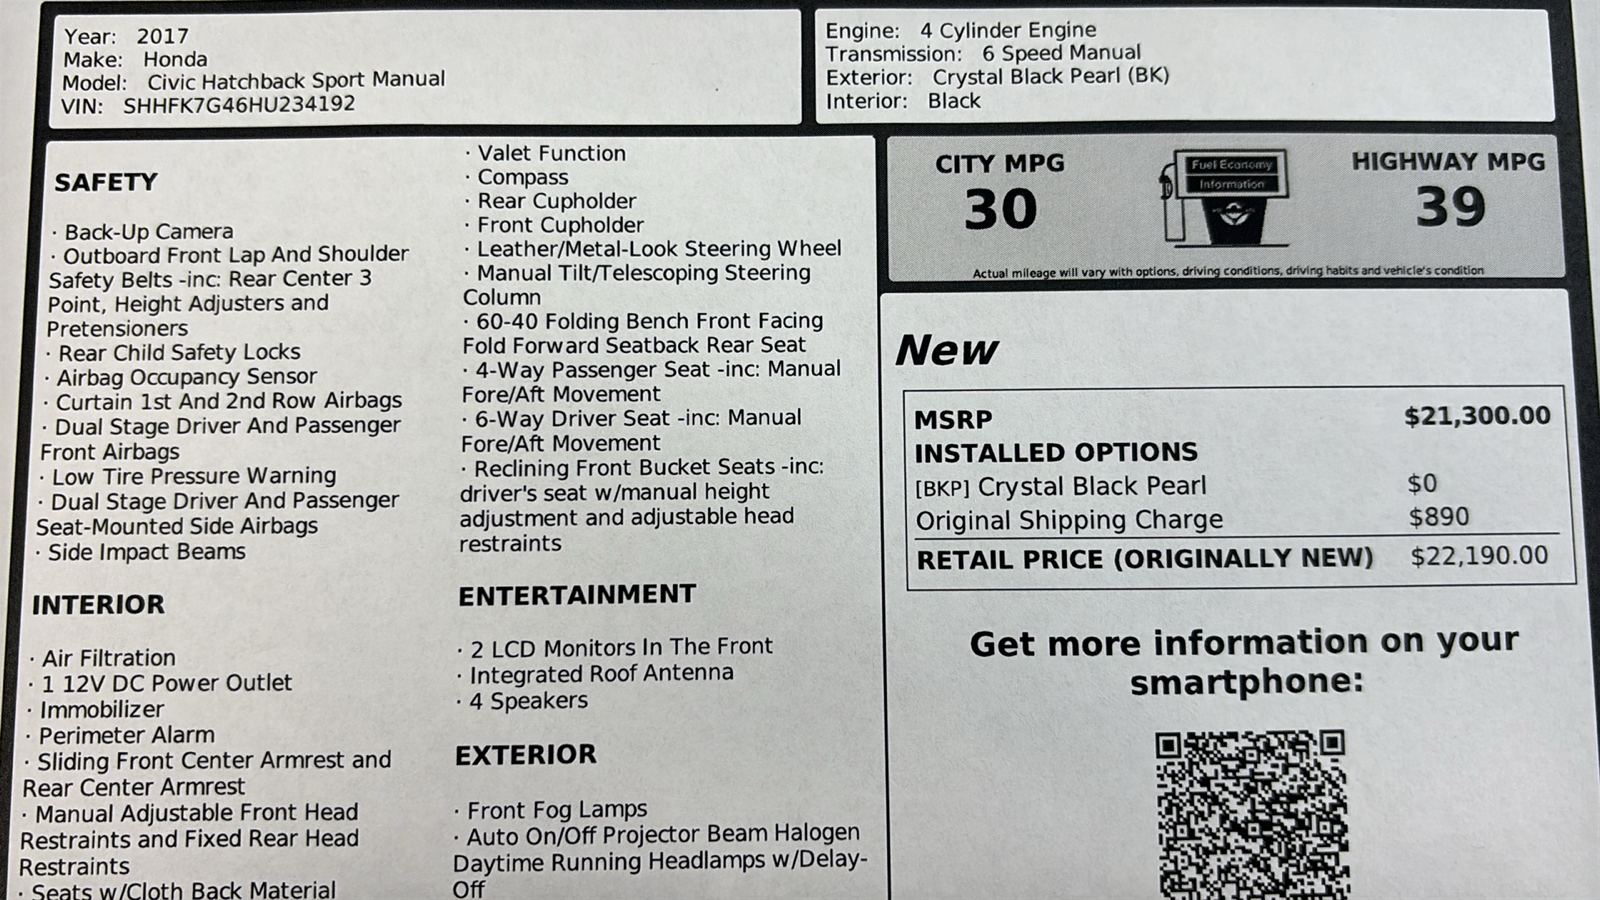 Year: 2017
Make: Honda
Model: Civic Hatchback Sport Manual
VIN: SHHFK7G46HU234192
Engine: 4 Cylinder Engine
Transmission: 6 Speed Manual
Exterior: Crystal Black Pearl (BK)
Interior: Black
SAFETY
· Back-Up Camera
· Outboard Front Lap And Shoulder
Safety Belts -inc: Rear Center 3
Point, Height Adjusters and
Pretensioners
· Rear Child Safety Locks
· Airbag Occupancy Sensor
· Curtain 1st And 2nd Row Airbags
· Dual Stage Driver And Passenger
Front Airbags
· Low Tire Pressure Warning
· Dual Stage Driver And Passenger
Seat-Mounted Side Airbags
· Side Impact Beams
INTERIOR
· Air Filtration
· 1 12V DC Power Outlet
· Immobilizer
· Perimeter Alarm
· Sliding Front Center Armrest and
Rear Center Armrest
· Manual Adjustable Front Head
Restraints and Fixed Rear Head
Restraints
· Seats w/Cloth Back Material
· Valet Function
· Compass
· Rear Cupholder
· Front Cupholder
· Leather/Metal-Look Steering Wheel
· Manual Tilt/Telescoping Steering
Column
· 60-40 Folding Bench Front Facing
Fold Forward Seatback Rear Seat
· 4-Way Passenger Seat -inc: Manual
Fore/Aft Movement
· 6-Way Driver Seat -inc: Manual
Fore/Aft Movement
· Reclining Front Bucket Seats -inc:
driver's seat w/manual height
adjustment and adjustable head
restraints
ENTERTAINMENT
· 2 LCD Monitors In The Front
· Integrated Roof Antenna
· 4 Speakers
EXTERIOR
· Front Fog Lamps
· Auto On/Off Projector Beam Halogen
Daytime Running Headlamps w/Delay-
Off
CITY MPG
30
Fuel Economy
Information
HIGHWAY MPG
39
Actual mileage will vary with options, driving conditions, driving habits and vehicle's condition
New
MSRP $21,300.00
INSTALLED OPTIONS
[BKP] Crystal Black Pearl $0
Original Shipping Charge $890
RETAIL PRICE (ORIGINALLY NEW) $22,190.00
Get more information on your
smartphone: